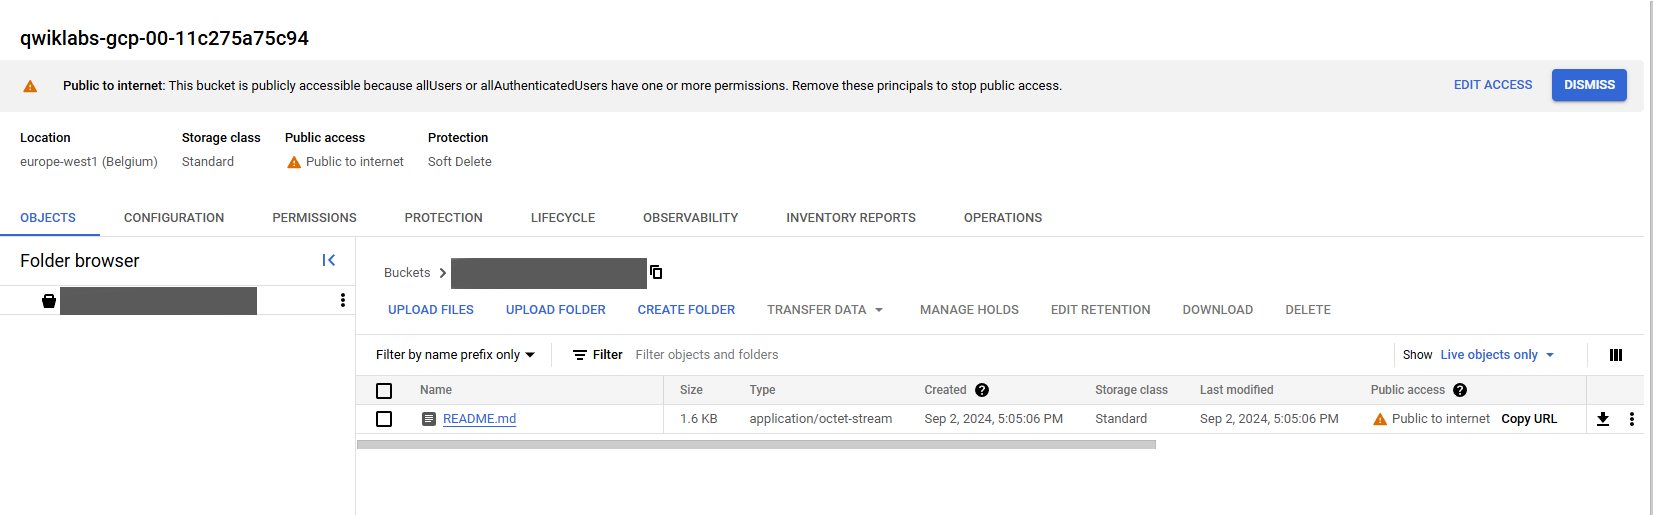 qwiklabs-gcp-00-11c275a75c94
Public to internet: This bucket is publicly accessible because allUsers or allAuthenticatedUsers have one or more permissions. Remove these principals to stop public access. EDIT ACCESS DISMISS
Location Storage class Public access Protection
europe-west1 (Belgium) Standard Public to internet Soft Delete
OBJECTS CONFIGURATION PERMISSIONS PROTECTION LIFECYCLE OBSERVABILITY INVENTORY REPORTS OPERATIONS
Folder browser
Buckets
UPLOAD FILES UPLOAD FOLDER CREATE FOLDER TRANSFER DATA MANAGE HOLDS EDIT RETENTION DOWNLOAD DELETE
Filter by name prefix only Filter Filter objects and folders Show Live objects only
Name Size Type Created Storage class Last modified Public access
README.md 1.6 KB application/octet-stream Sep 2, 2024, 5:05:06 PM Standard Sep 2, 2024, 5:05:06 PM Public to internet Copy URL